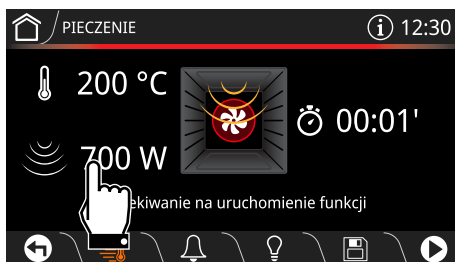 PIECZENIE
i 12:30
200 °C
700 W
00:01'
na uruchomienie funkcji